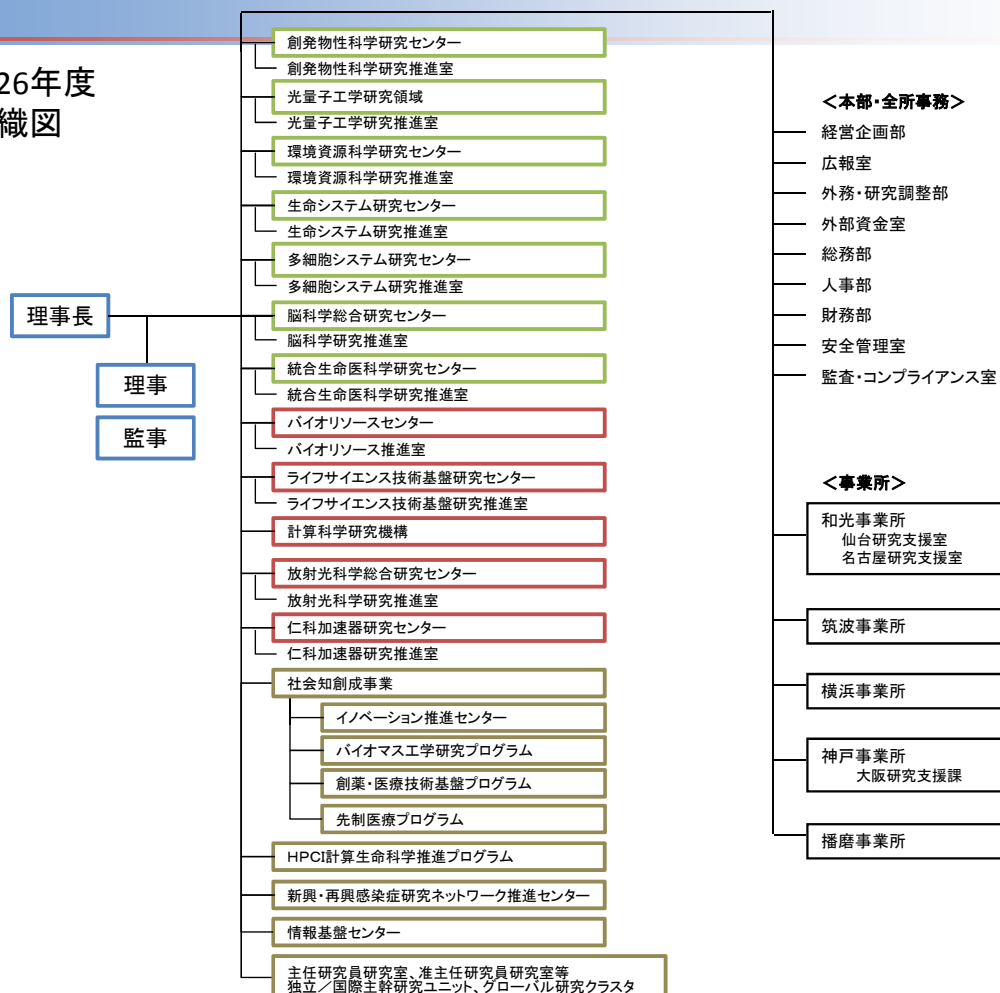 26年度
織図
理事長
理事
監事
創発物性科学研究センター
創発物性科学研究推進室
光量子工学研究領域
光量子工学研究推進室
環境資源科学研究センター
環境資源科学研究推進室
生命システム研究センター
生命システム研究推進室
多細胞システム研究センター
多細胞システム研究推進室
脳科学総合研究センター
脳科学研究推進室
統合生命医科学研究センター
統合生命医科学研究推進室
バイオリソースセンター
バイオリソース推進室
ライフサイエンス技術基盤研究センター
ライフサイエンス技術基盤研究推進室
計算科学研究機構
放射光科学総合研究センター
放射光科学研究推進室
仁科加速器研究センター
仁科加速器研究推進室
社会知創成事業
イノベーション推進センター
バイオマス工学研究プログラム
創薬・医療技術基盤プログラム
先制医療プログラム
HPCI計算生命科学推進プログラム
新興・再興感染症研究ネットワーク推進センター
情報基盤センター
主任研究員研究室、准主任研究員研究室等
独立／国際主幹研究ユニット、グローバル研究クラスタ
＜本部・全所事務＞
経営企画部
広報室
外務・研究調整部
外部資金室
総務部
人事部
財務部
安全管理室
監査・コンプライアンス室
＜事業所＞
和光事業所
仙台研究支援室
名古屋研究支援室
筑波事業所
横浜事業所
神戸事業所
大阪研究支援課
播磨事業所